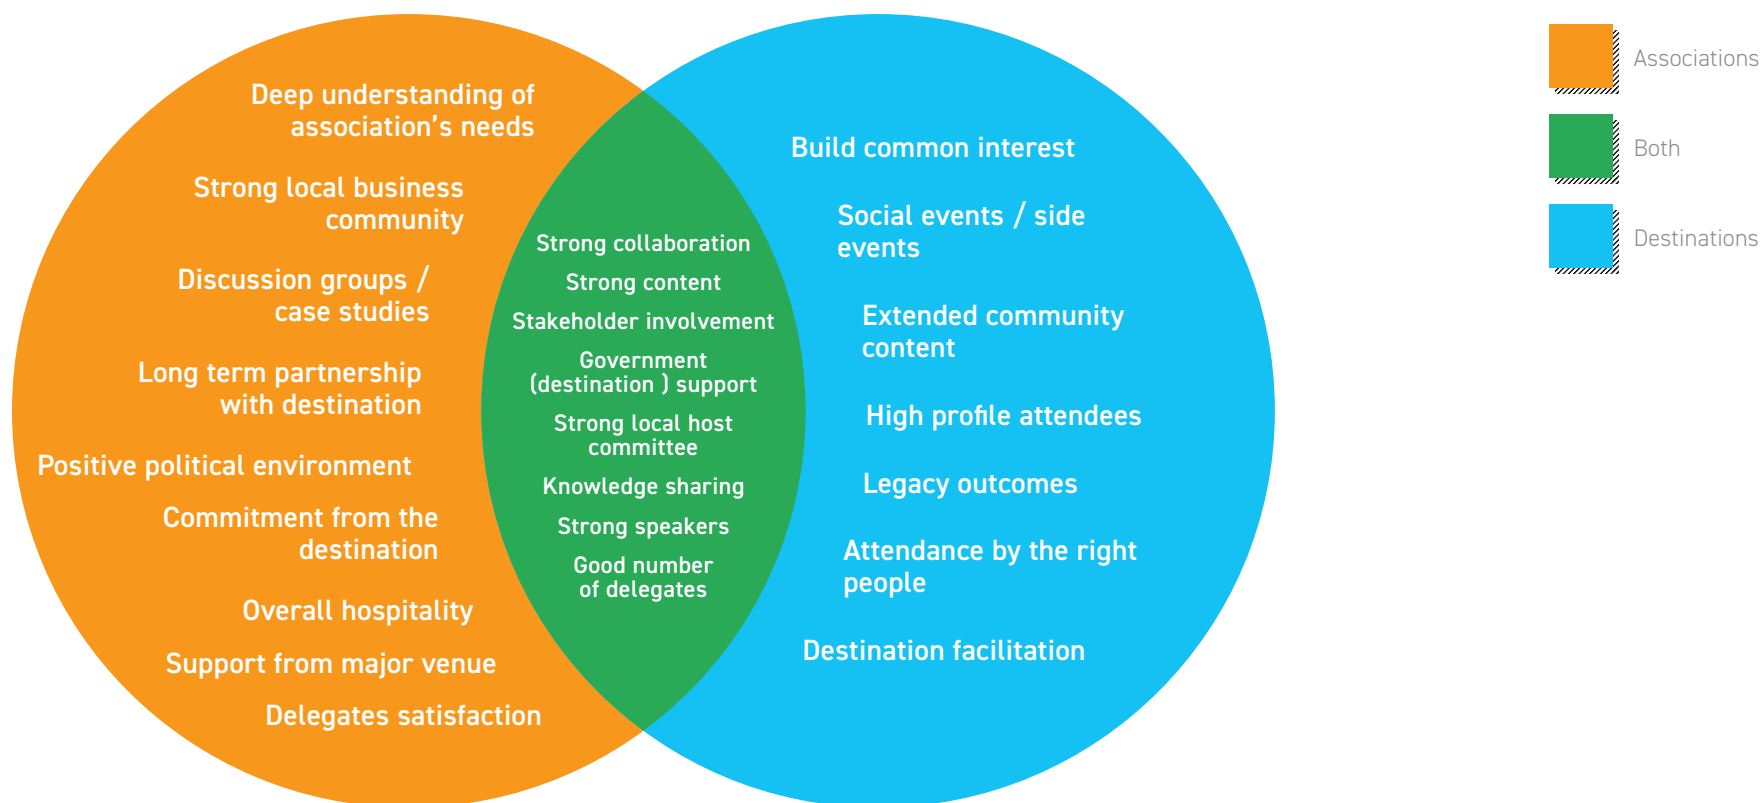 Deep understanding of
association's needs
Strong local business
community
Discussion groups /
case studies
Long term partnership
with destination
Positive political environment
Commitment from the
destination
Overall hospitality
Support from major venue
Delegates satisfaction
Strong collaboration
Strong content
Stakeholder involvement
Government
(destination ) support
Strong local host
committee
Knowledge sharing
Strong speakers
Good number
of delegates
Build common interest
Social events / side
events
Extended community
content
High profile attendees
Legacy outcomes
Attendance by the right
people
Destination facilitation
Associations
Both
Destinations